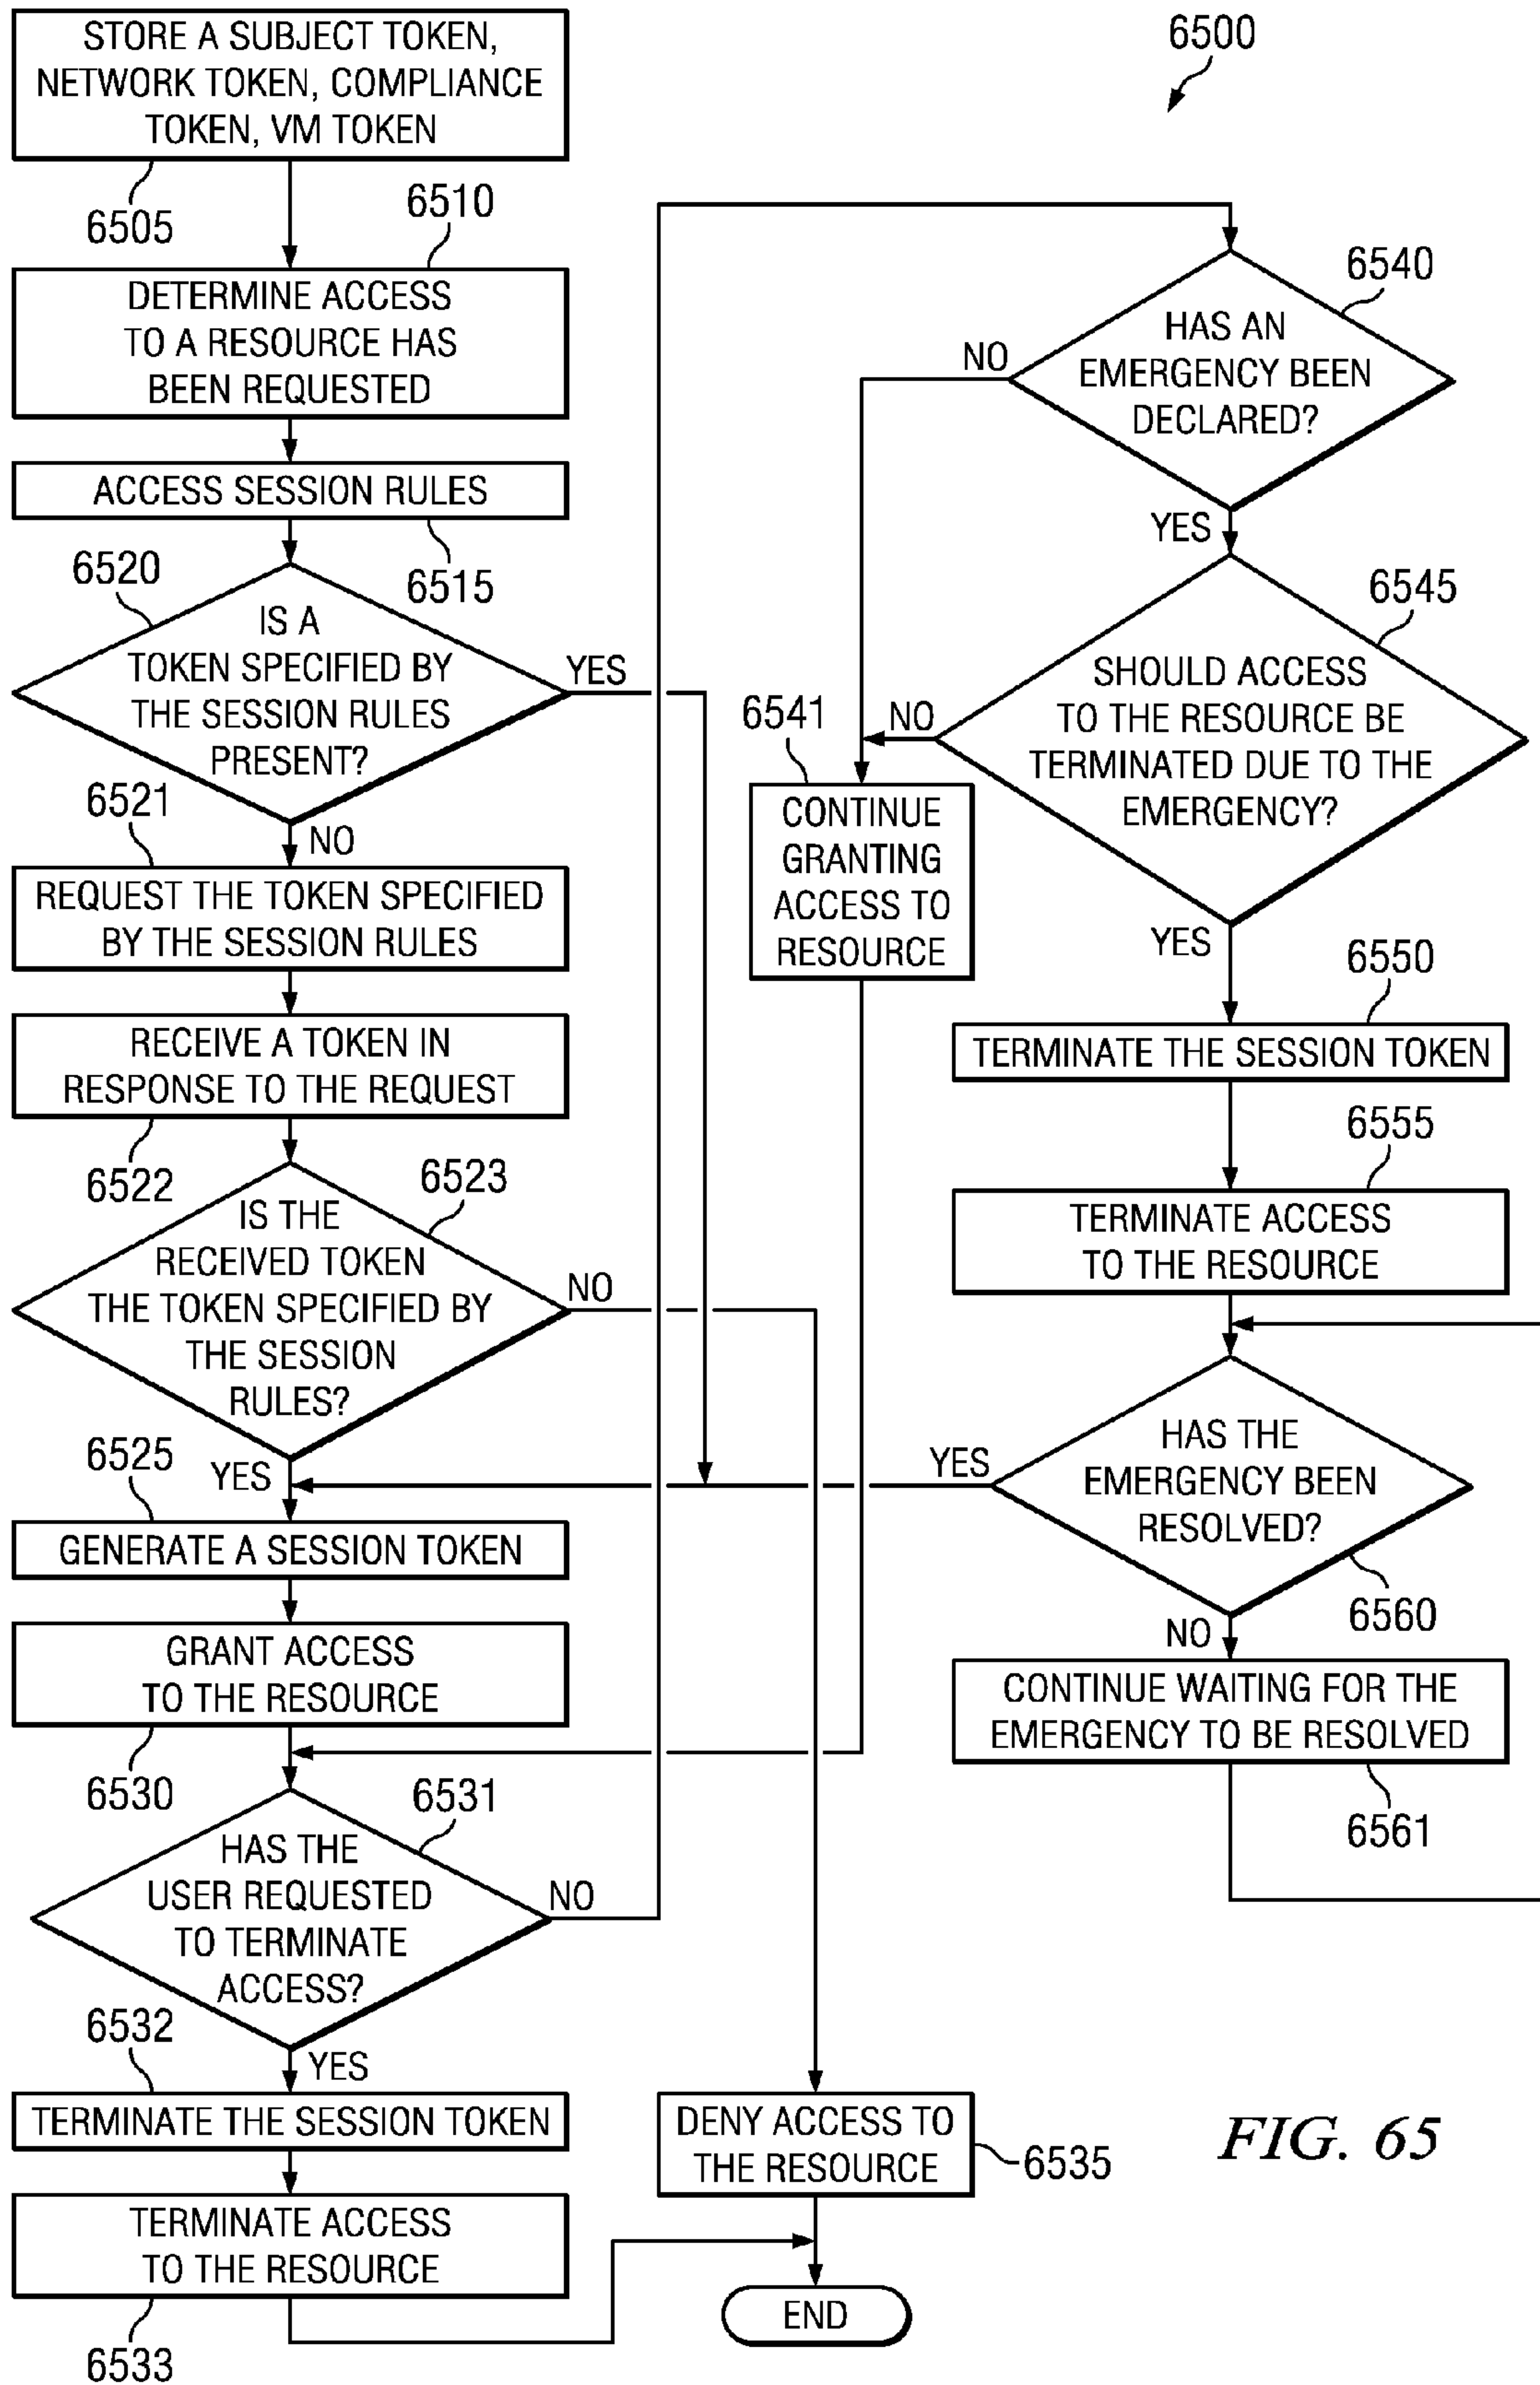 STORE A SUBJECT TOKEN,
NETWORK TOKEN, COMPLIANCE
TOKEN, VM TOKEN
6505
6510
DETERMINE ACCESS
TO A RESOURCE HAS
BEEN REQUESTED
ACCESS SESSION RULES
6515
6520
IS A
TOKEN SPECIFIED BY
THE SESSION RULES
PRESENT?
YES
NO
6521
REQUEST THE TOKEN SPECIFIED
BY THE SESSION RULES
RECEIVE A TOKEN IN
RESPONSE TO THE REQUEST
6522
6523
IS THE
RECEIVED TOKEN
THE TOKEN SPECIFIED BY
THE SESSION
RULES?
NO
YES
6525
GENERATE A SESSION TOKEN
GRANT ACCESS
TO THE RESOURCE
6530
6531
HAS THE
USER REQUESTED
TO TERMINATE
ACCESS?
NO
YES
6532
TERMINATE THE SESSION TOKEN
TERMINATE ACCESS
TO THE RESOURCE
6533
6500
6540
HAS AN
EMERGENCY BEEN
DECLARED?
NO
YES
6545
SHOULD ACCESS
TO THE RESOURCE BE
TERMINATED DUE TO THE
EMERGENCY?
NO
YES
6541
CONTINUE
GRANTING
ACCESS TO
RESOURCE
6550
TERMINATE THE SESSION TOKEN
6555
TERMINATE ACCESS
TO THE RESOURCE
HAS THE
EMERGENCY BEEN
RESOLVED?
YES
6560
NO
CONTINUE WAITING FOR THE
EMERGENCY TO BE RESOLVED
6561
DENY ACCESS TO
THE RESOURCE
6535
END
FIG. 65